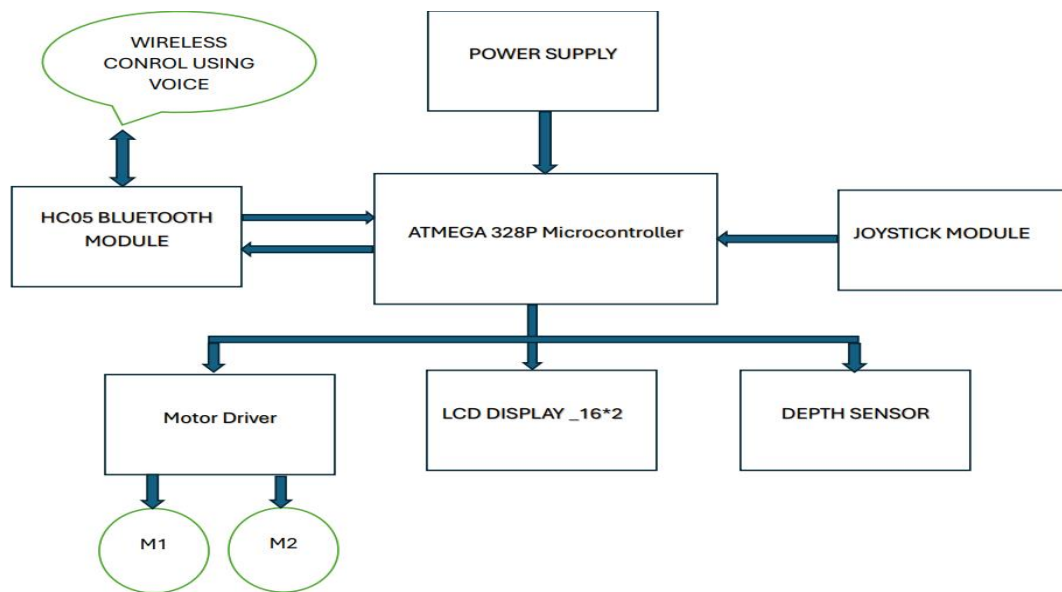 WIRELESS
CONROL USING
VOICE
POWER SUPPLY
HC05 BLUETOOTH
MODULE
ATMEGA 328P Microcontroller
JOYSTICK MODULE
Motor Driver
LCD DISPLAY _16*2
DEPTH SENSOR
M1
M2